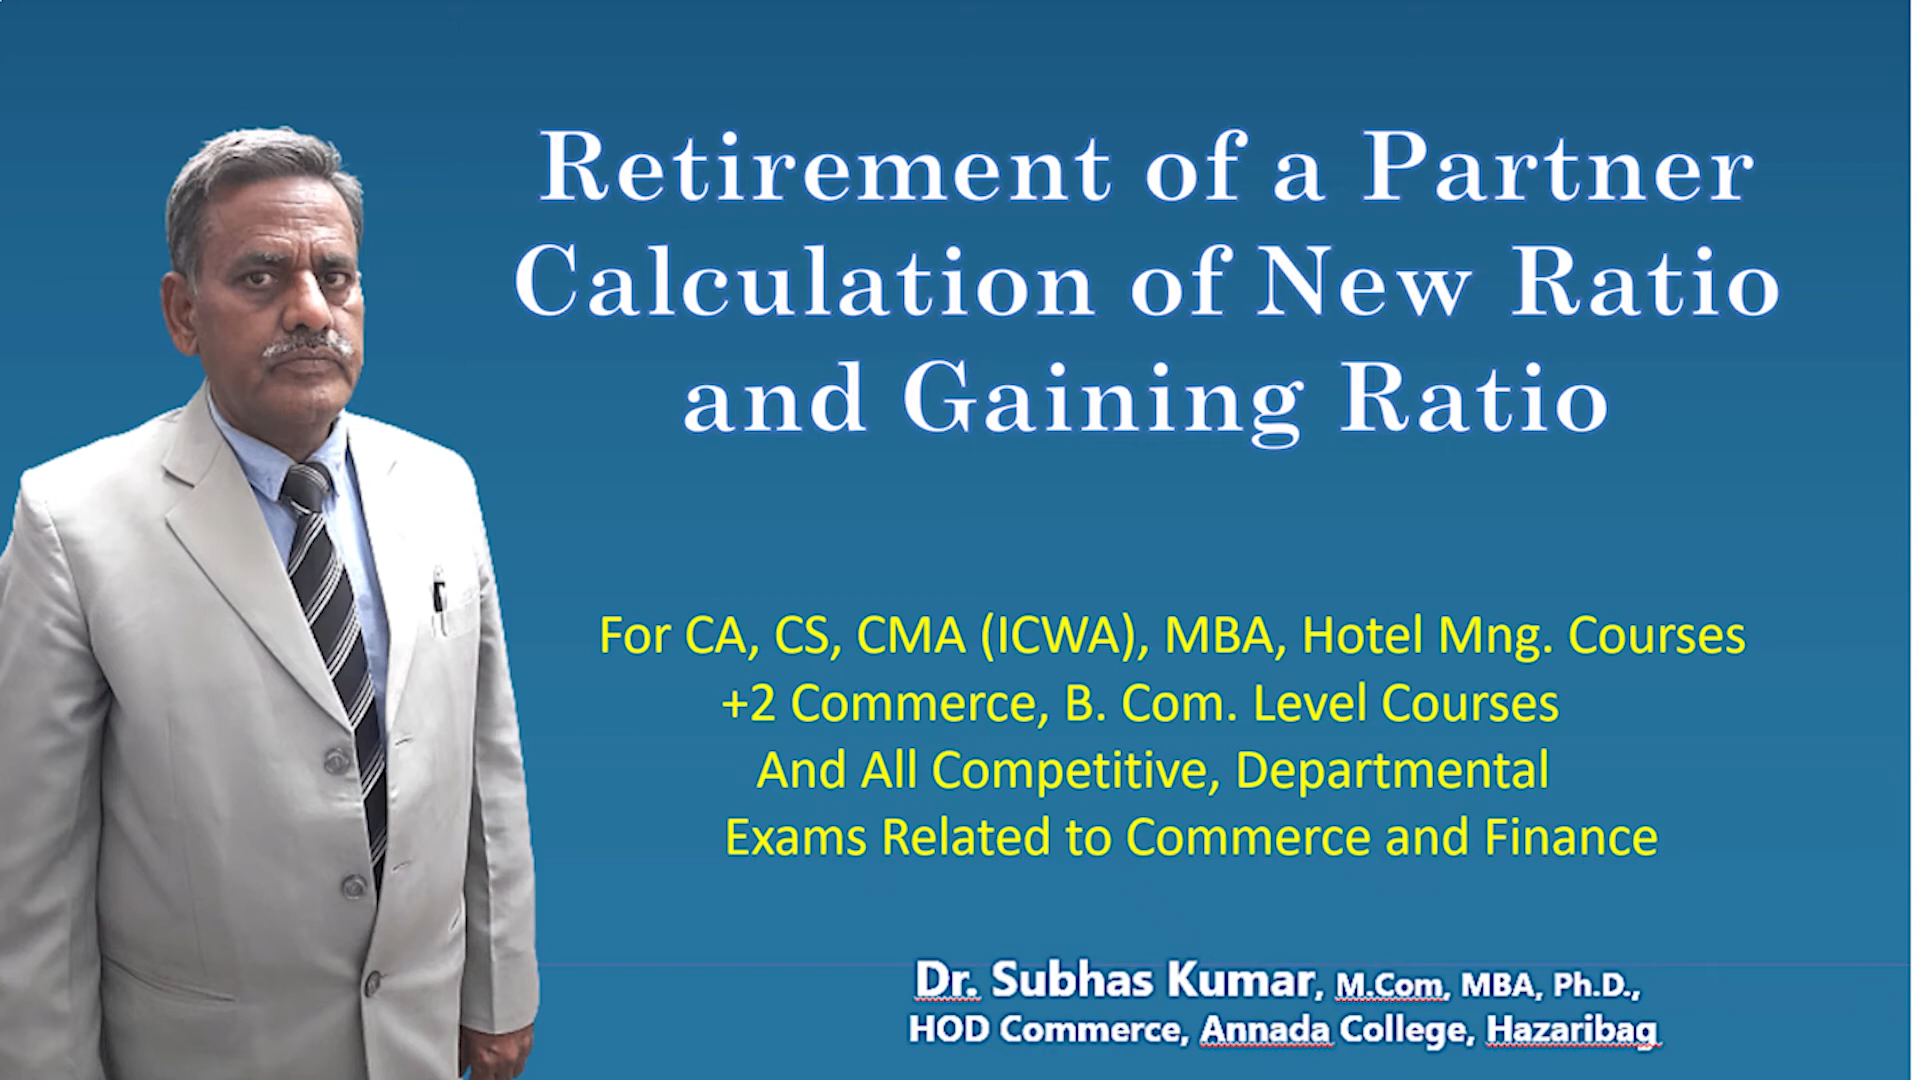 Retirement of a Partner
Calculation of New Ratio
and Gaining Ratio
For CA, CS, CMA (ICWA), MBA, Hotel Mng. Courses
+2 Commerce, B. Com. Level Courses
And All Competitive, Departmental
Exams Related to Commerce and Finance
Dr. Subhas Kumar, M.Com, MBA, Ph.D.,
HOD Commerce, Annada College, Hazaribag